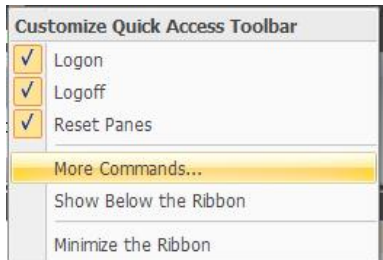 Customize Quick Access Toolbar
Logon
Logoff
Reset Panes
More Commands...
Show Below the Ribbon
Minimize the Ribbon